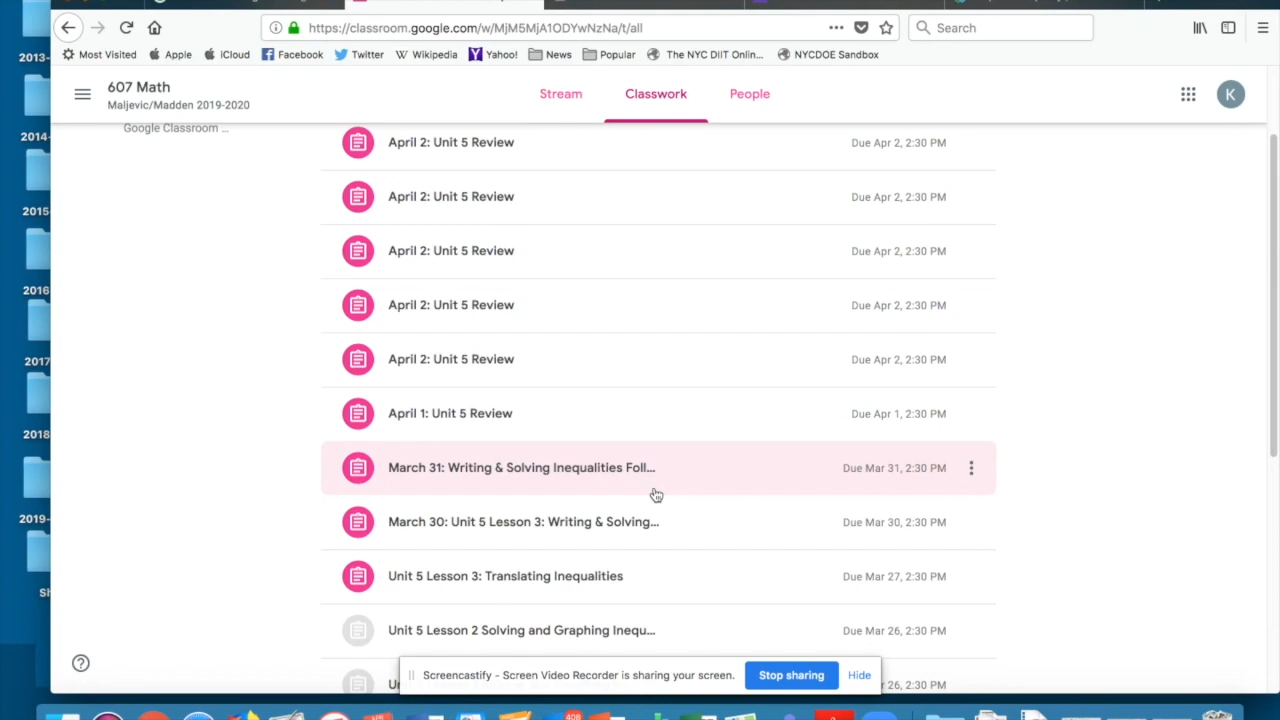 https://classroom.google.com/w/MjM5MjA1ODYwNzNa/t/all
Search
Most Visited Apple iCloud Facebook Twitter Wikipedia Yahoo! News Popular The NYC DIIT Onlin... NYCDOE Sandbox
607 Math
Maljevic/Madden 2019-2020
Stream Classwork People
K
Google Classroom ...
April 2: Unit 5 Review Due Apr 2, 2:30 PM
April 2: Unit 5 Review Due Apr 2, 2:30 PM
April 2: Unit 5 Review Due Apr 2, 2:30 PM
April 2: Unit 5 Review Due Apr 2, 2:30 PM
April 2: Unit 5 Review Due Apr 2, 2:30 PM
April 1: Unit 5 Review Due Apr 1, 2:30 PM
March 31: Writing & Solving Inequalities Foll... Due Mar 31, 2:30 PM
March 30: Unit 5 Lesson 3: Writing & Solving... Due Mar 30, 2:30 PM
Unit 5 Lesson 3: Translating Inequalities Due Mar 27, 2:30 PM
Unit 5 Lesson 2 Solving and Graphing Inequ... Due Mar 26, 2:30 PM
26, 2:30 PM
Screencastify - Screen Video Recorder is sharing your screen. Stop sharing Hide
2013-
2014-
2015-
2016
2017
2018
2019-
408